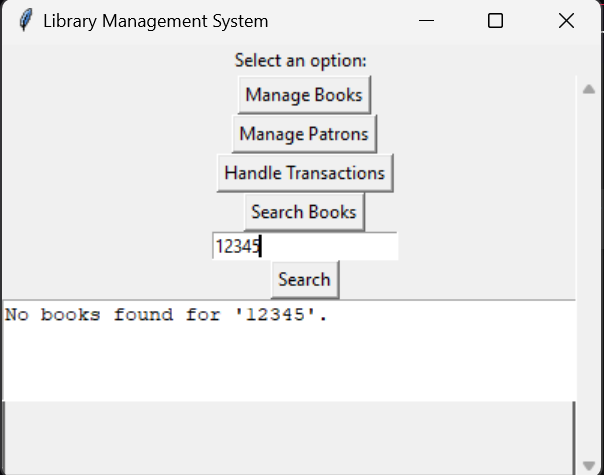 Library Management System
Select an option:
Manage Books
Manage Patrons
Handle Transactions
Search Books
12345
Search
No books found for '12345'.